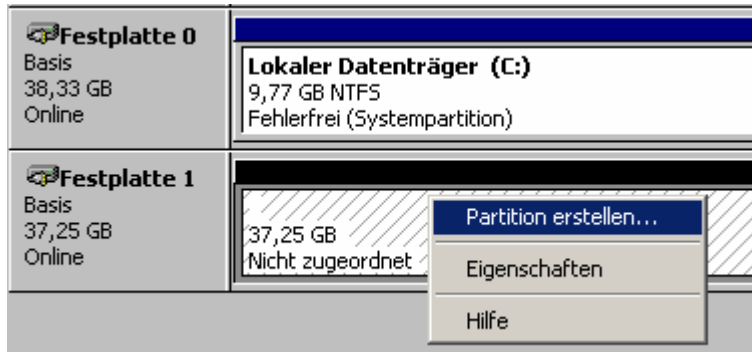 Festplatte 0
Basis
38,33 GB
Online
Lokaler Datenträger (C:)
9,77 GB NTFS
Fehlerfrei (Systempartition)
Festplatte 1
Basis
37,25 GB
Online
37,25 GB
Nicht zugeordnet
Partition erstellen...
Eigenschaften
Hilfe